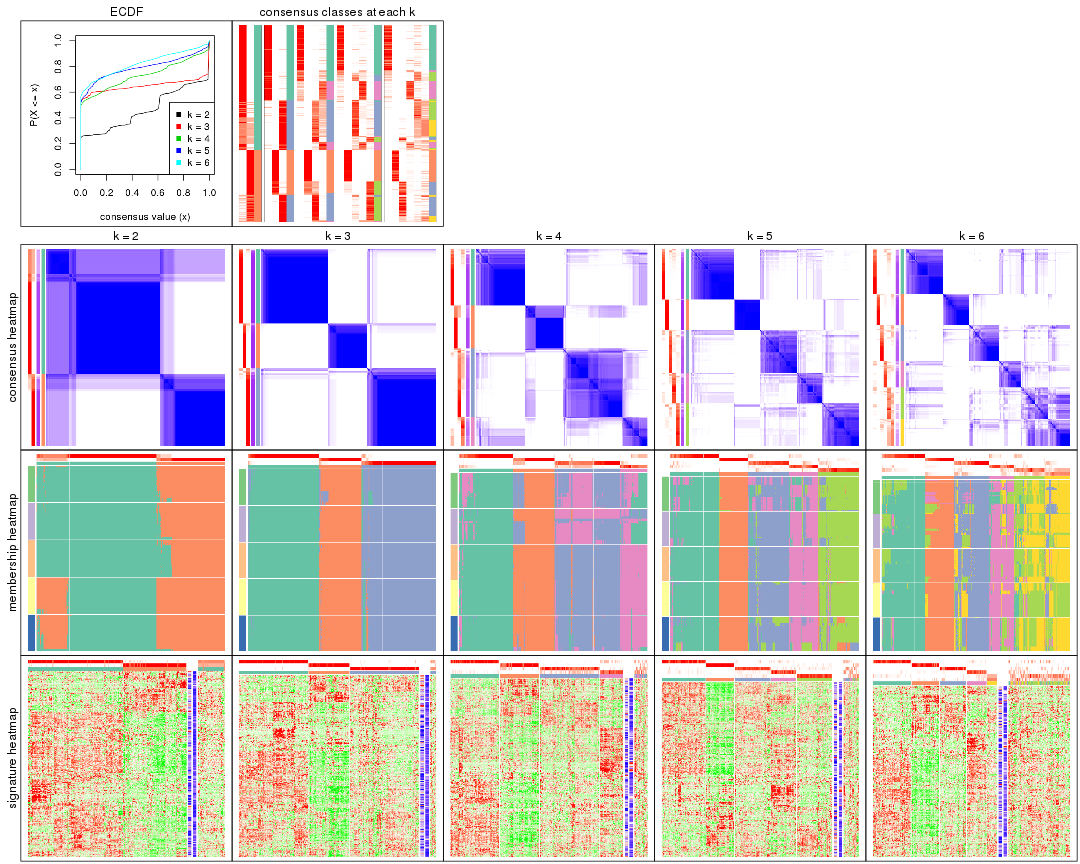 ECDF
consensus classes at each k
P(X <= x)
0.0 0.2 0.4 0.6 0.8 1.0
k = 2
k = 3
k = 4
k = 5
k = 6
0.0 0.2 0.4 0.6 0.8 1.0
consensus value (x)
k = 2 k = 3 k = 4 k = 5 k = 6
consensus heatmap
membership heatmap
signature heatmap